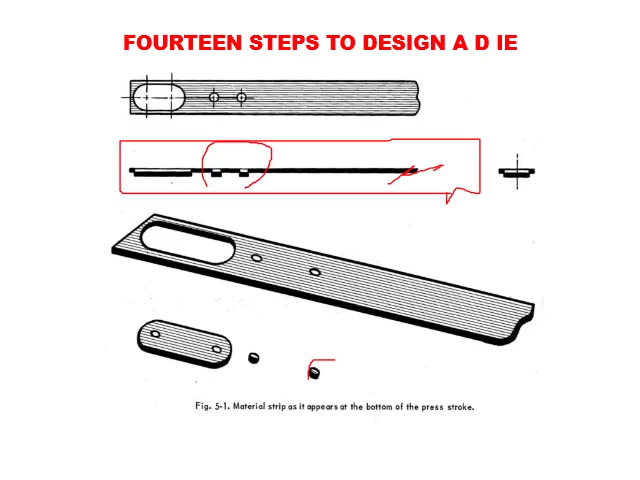 FOURTEEN STEPS TO DESIGN A D IE
Fig. 5-1. Material strip as it appears at the bottom of the press stroke.